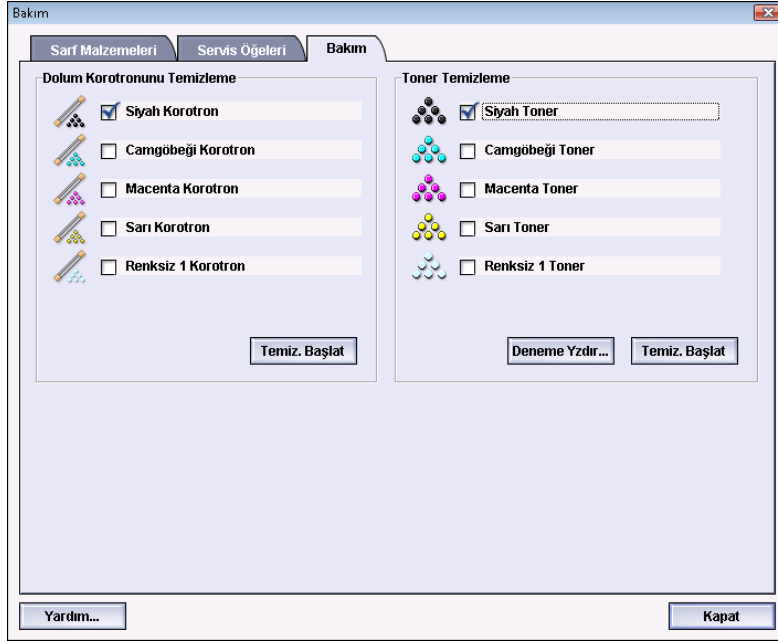 Bakım
Sarf Malzemeleri
Servis Öğeleri
Bakım
Dolum Korotronunu Temizleme
Siyah Korotron
Camgöbeği Korotron
Macenta Korotron
Sarı Korotron
Renksiz 1 Korotron
Temiz. Başlat
Toner Temizleme
Siyah Toner
Camgöbeği Toner
Macenta Toner
Sarı Toner
Renksiz 1 Toner
Deneme Yzdır...
Temiz. Başlat
Yardım...
Kapat